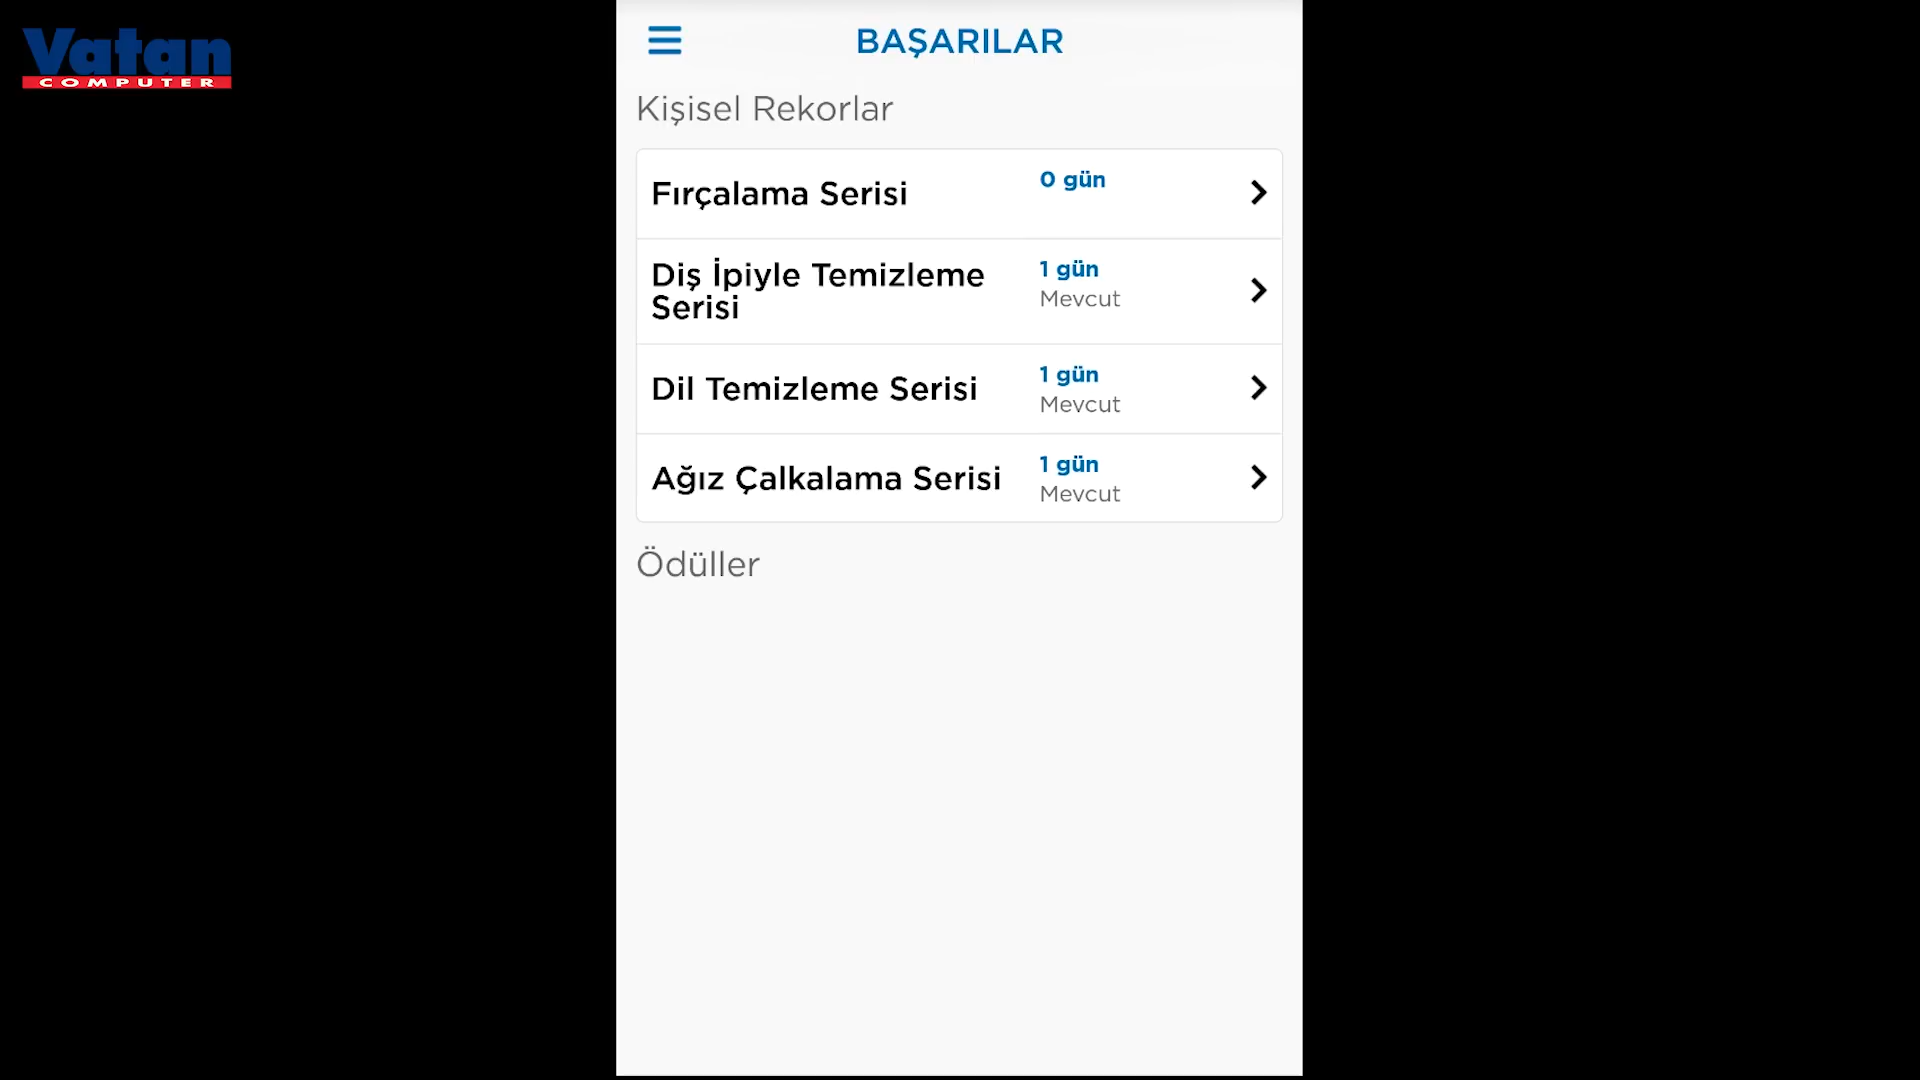 Vatan
COMPUTER
BAŞARILAR
Kişisel Rekorlar
Fırçalama Serisi
0 gün
Diş İpiyle Temizleme
Serisi
1 gün
Mevcut
Dil Temizleme Serisi
1 gün
Mevcut
Ağız Çalkalama Serisi
1 gün
Mevcut
Ödüller